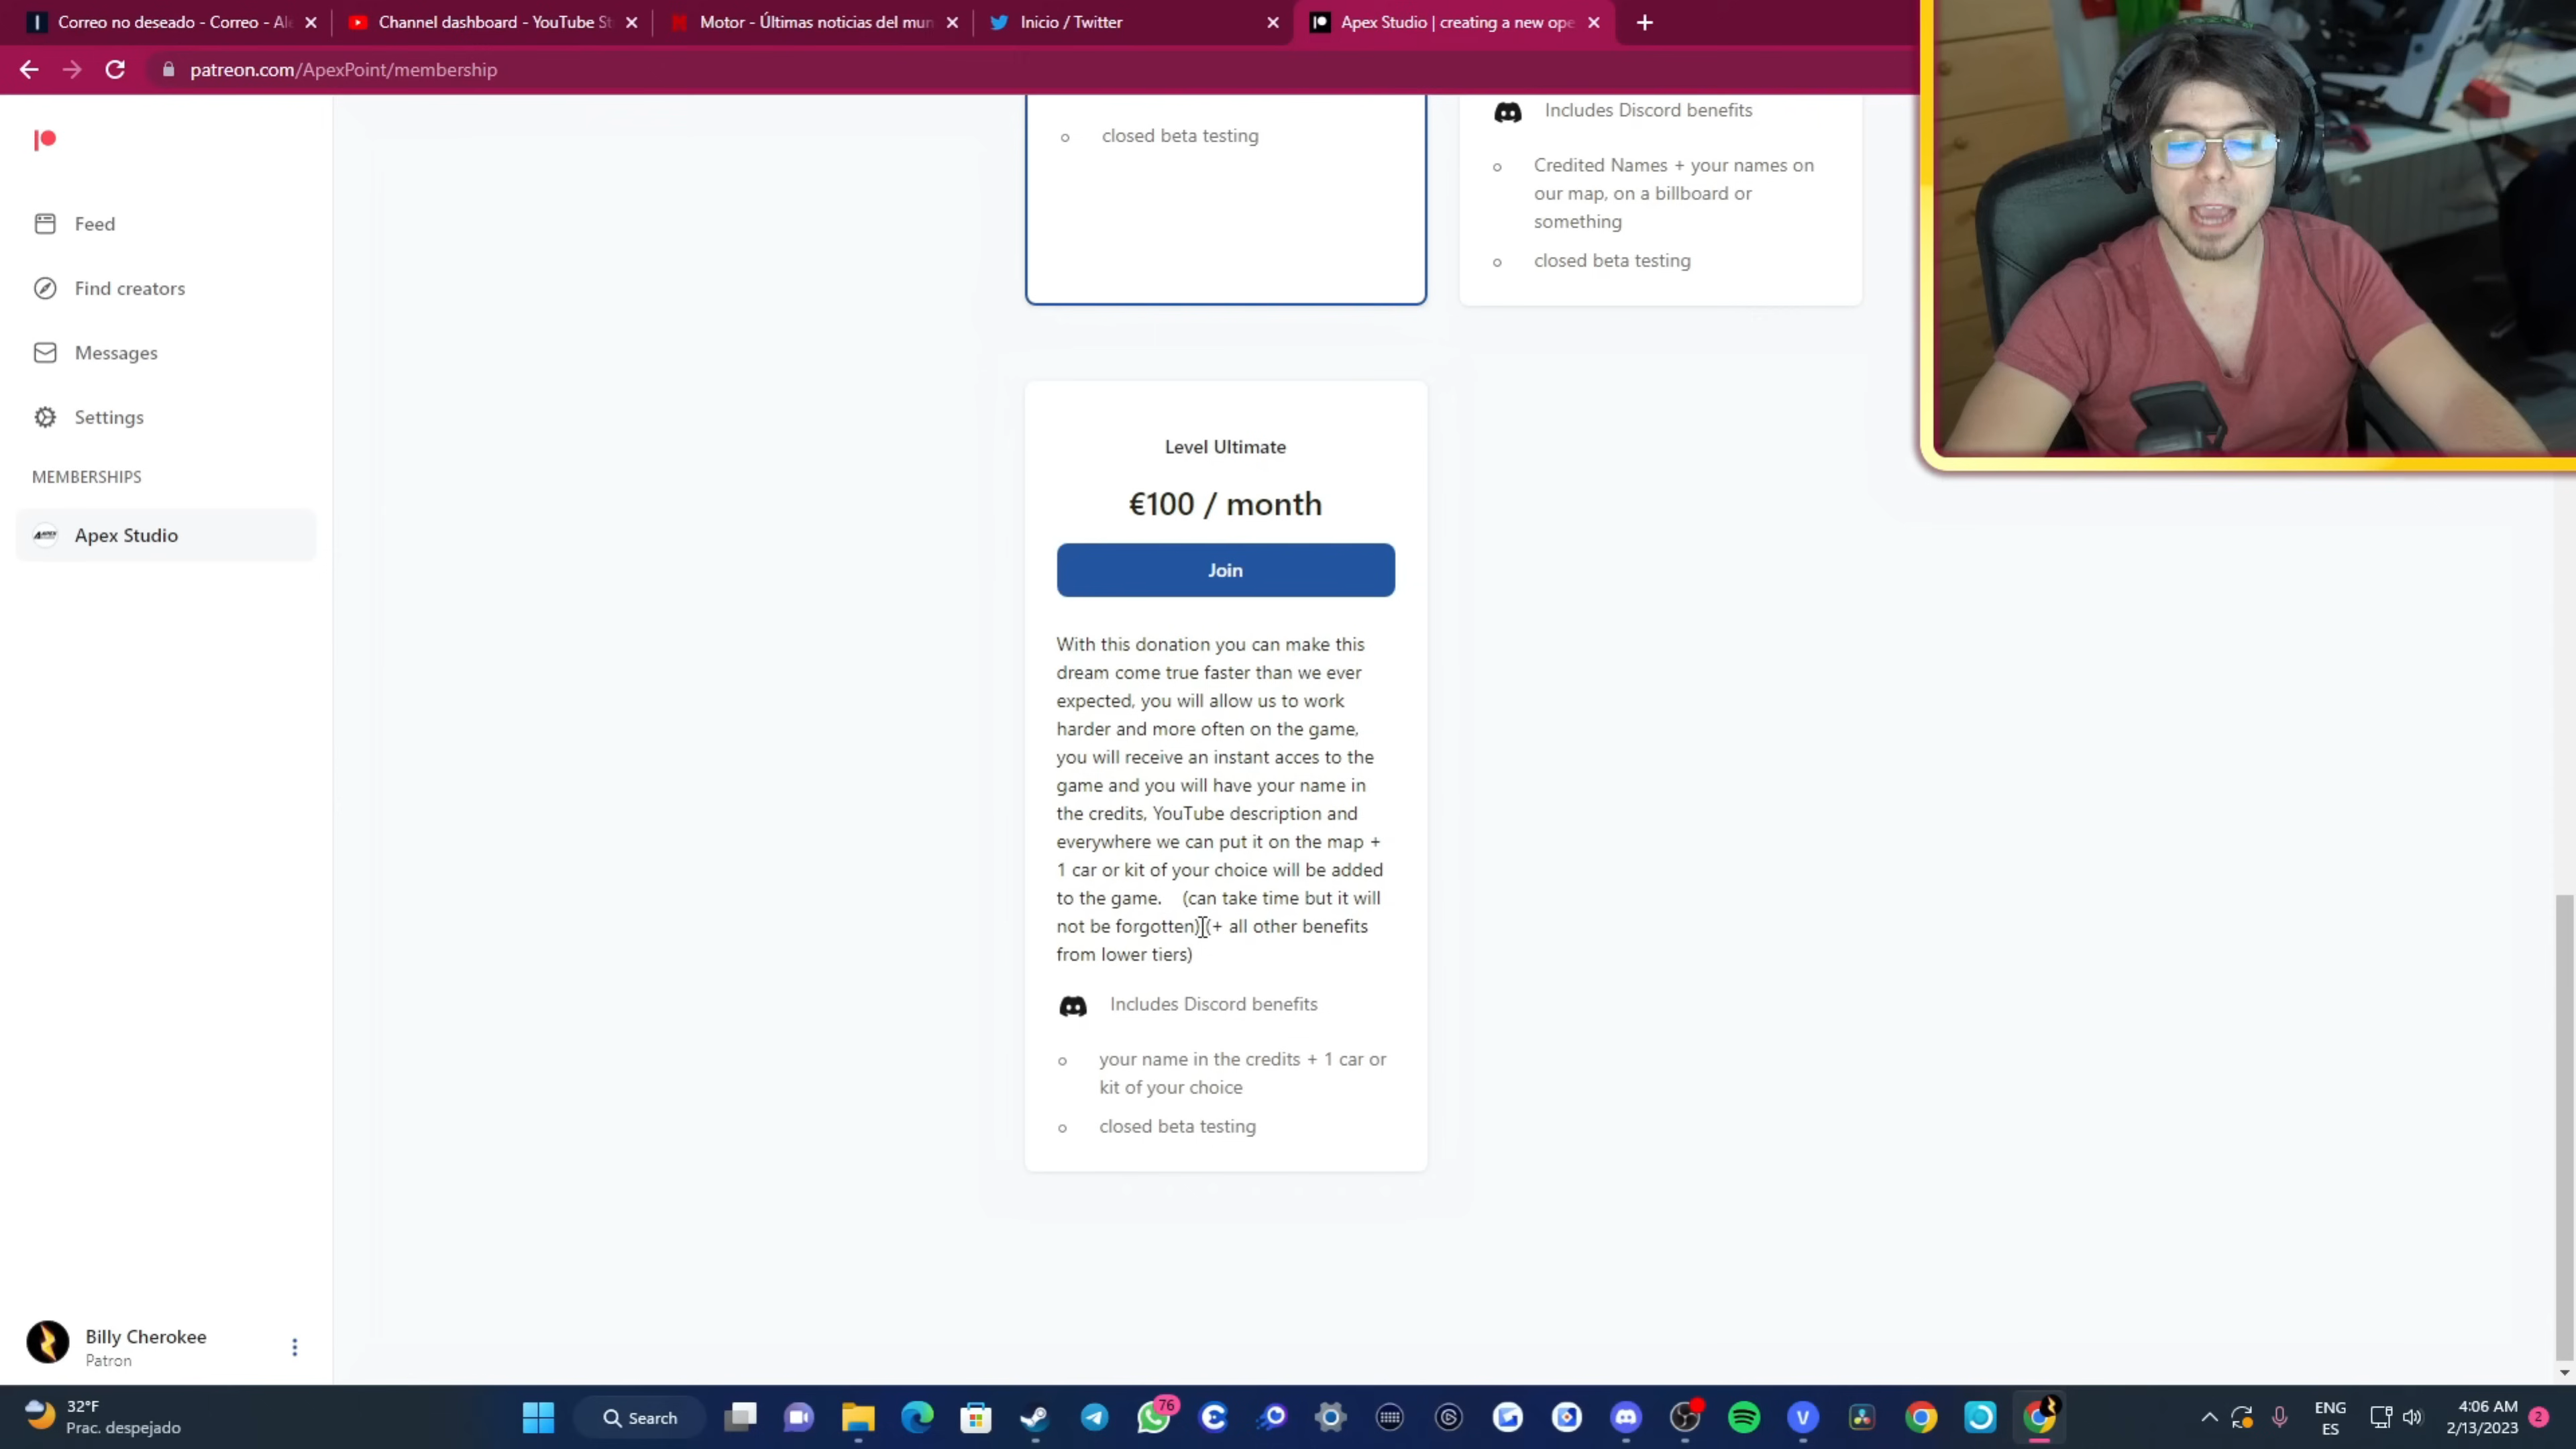 Correo no deseado - Correo - Ale
Channel dashboard - YouTube St
Motor - Últimas noticias del mun
Inicio / Twitter
Apex Studio | creating a new ope
patreon.com/ApexPoint/membership
Feed
Find creators
Messages
Settings
MEMBERSHIPS
Apex Studio
closed beta testing
Includes Discord benefits
Credited Names + your names on
our map, on a billboard or
something
closed beta testing
Level Ultimate
€100 / month
Join
With this donation you can make this
dream come true faster than we ever
expected, you will allow us to work
harder and more often on the game,
you will receive an instant acces to the
game and you will have your name in
the credits, YouTube description and
everywhere we can put it on the map +
1 car or kit of your choice will be added
to the game. (can take time but it will
not be forgotten) (+ all other benefits
from lower tiers)
Includes Discord benefits
your name in the credits + 1 car or
kit of your choice
closed beta testing
Billy Cherokee
Patron
32°F
Prac. despejado
Search
76
ENG
ES
4:06 AM
2/13/2023
2